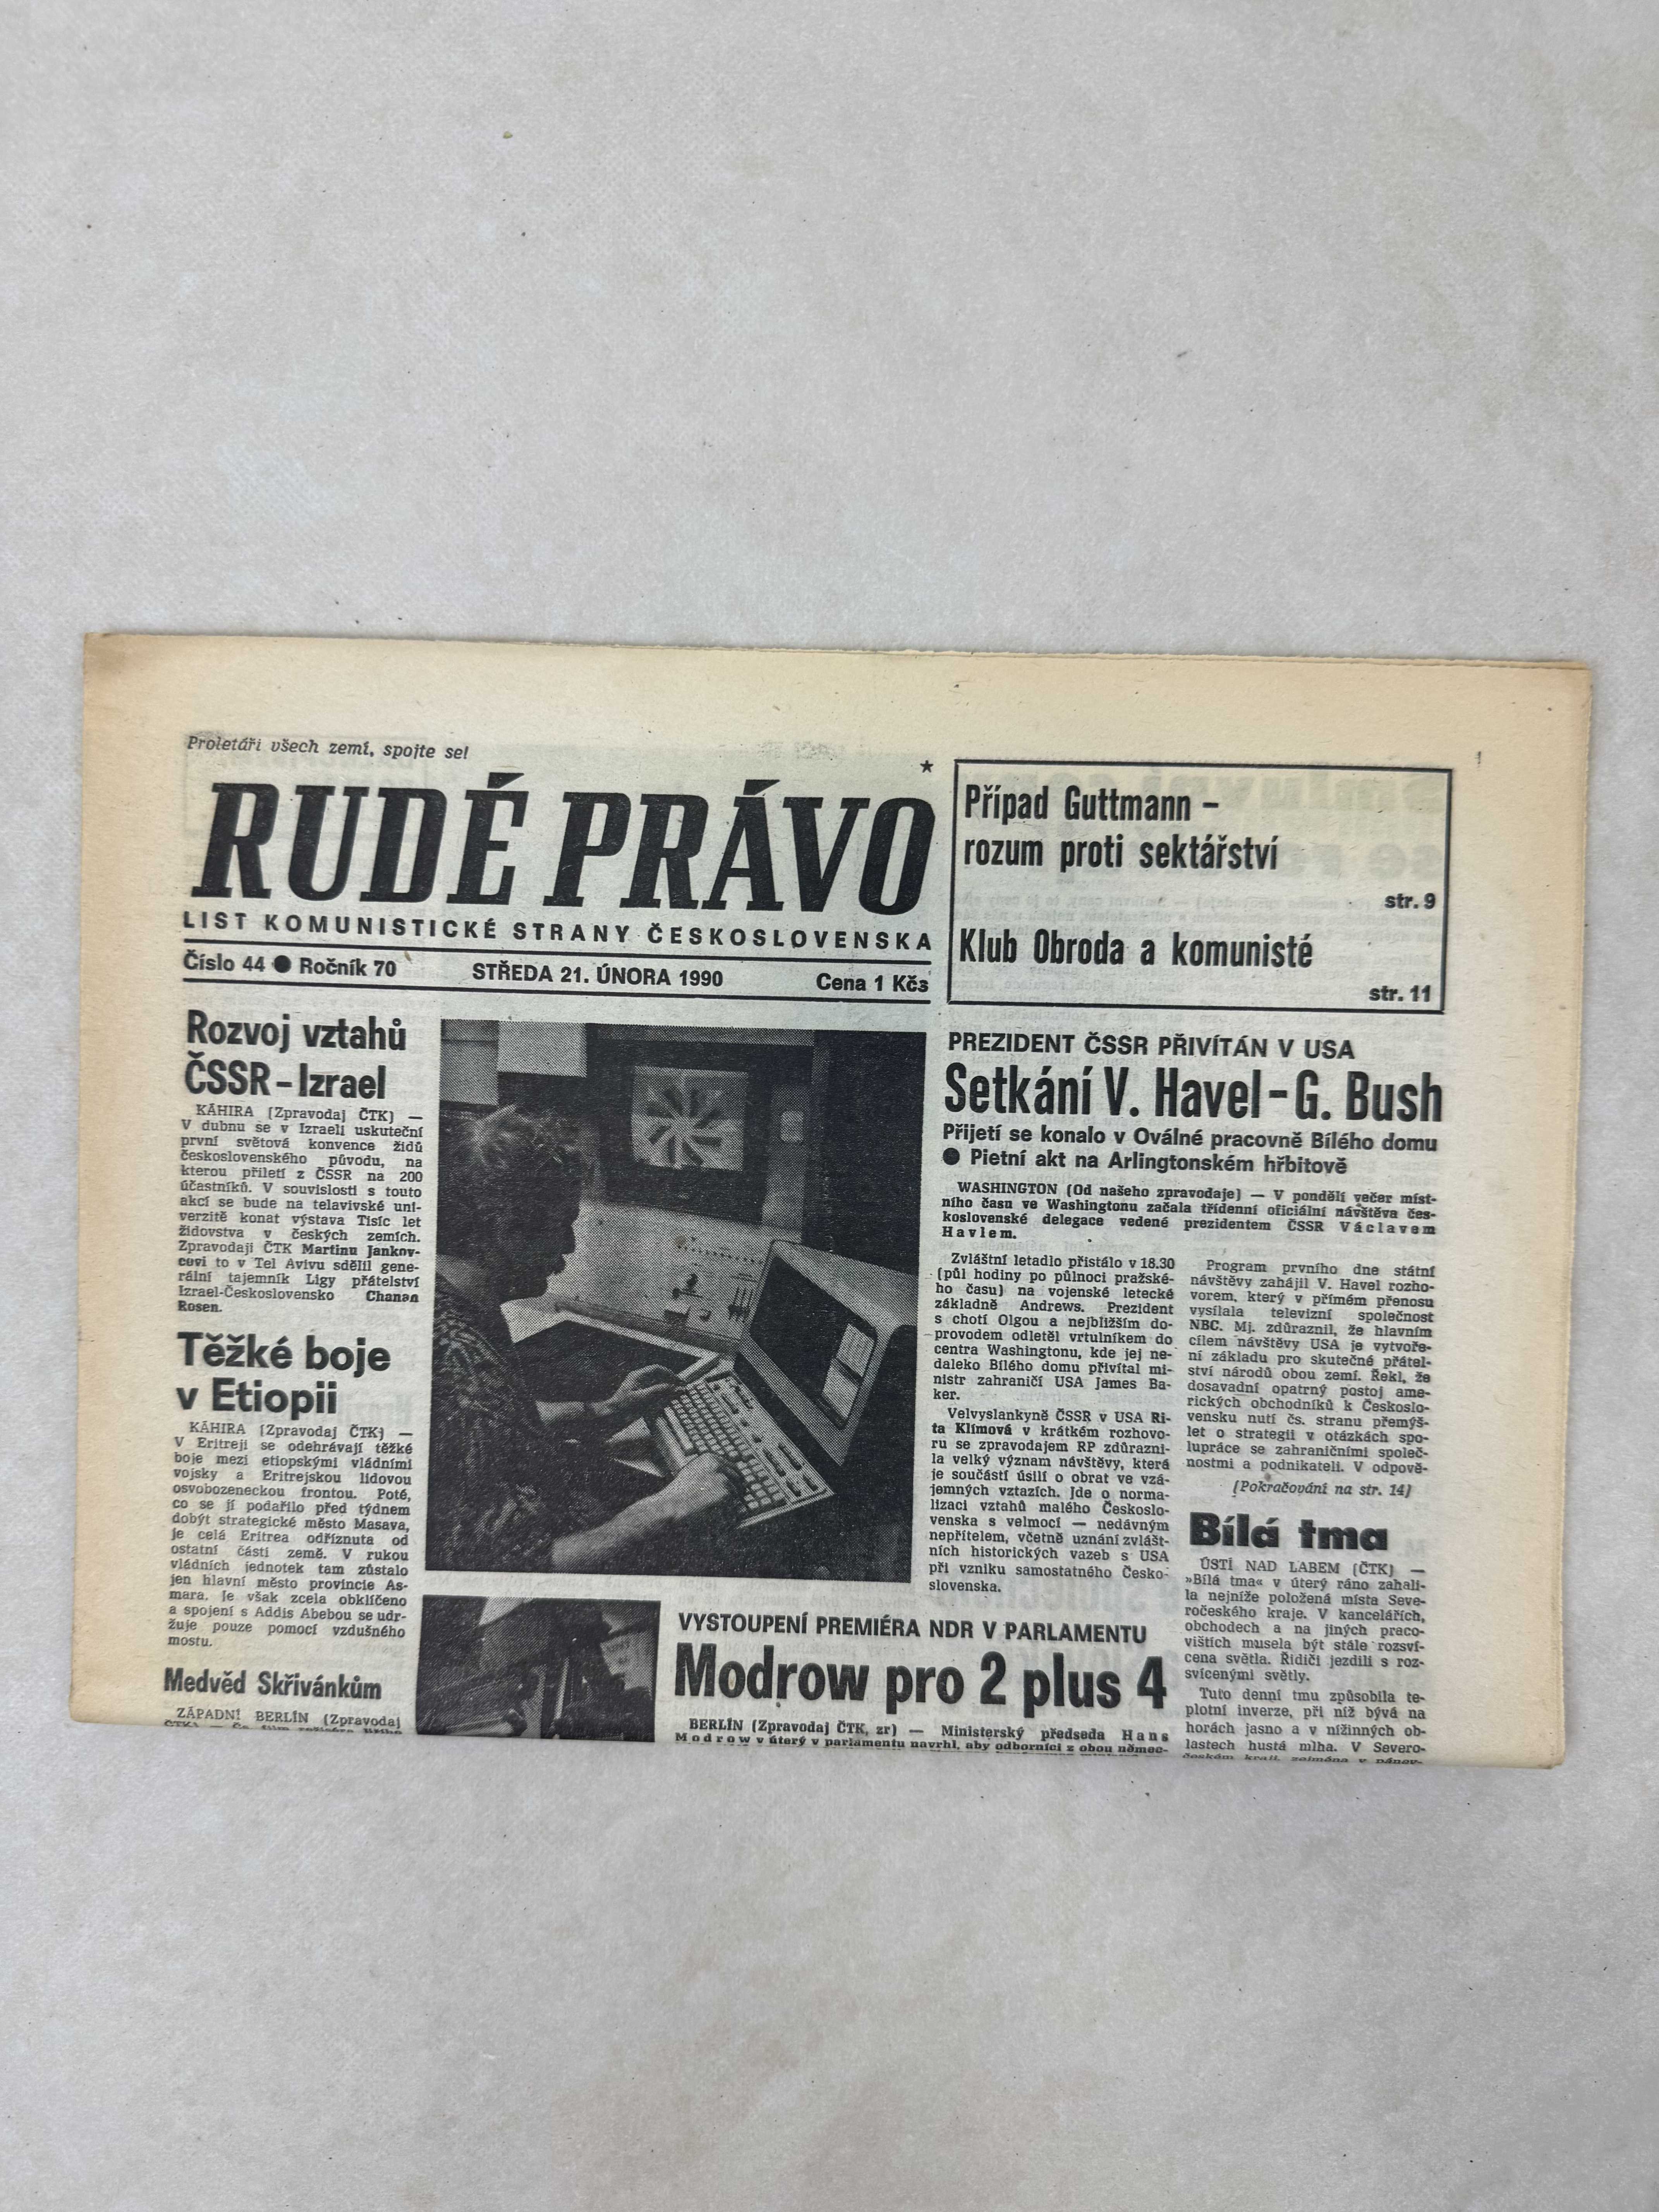 Proletáři všech zemí, spojte se!
RUDÉ PRÁVO
LIST KOMUNISTICKÉ STRANY ČESKOSLOVENSKA
Číslo 44 ● Ročník 70 STŘEDA 21. ÚNORA 1990 Cena 1 Kčs
Případ Guttmann –
rozum proti sektářství
str. 9
Klub Obroda a komunisté
str. 11
Rozvoj vztahů
ČSSR – Izrael
KÁHIRA (Zpravodaj ČTK) —
V dubnu se v Izraeli uskuteční
první světová konvence židů
československého původu, na
kterou přiletí z ČSSR na 200
účastníků. V souvislosti s touto
akcí se bude na telavivské uni-
verzitě konat výstava Tisíc let
židovstva v českých zemích.
Zpravodaji ČTK Martinu Jankov-
covi to v Tel Avivu sdělil gene-
rální tajemník Ligy přátelství
Izrael-Československo Chanan
Rosen.
Těžké boje
v Etiopii
KÁHIRA (Zpravodaj ČTK) —
V Eritreji se odehrávají těžké
boje mezi etiopskými vládními
vojsky a Eritrejskou lidovou
osvobozeneckou frontou. Poté,
co se jí podařilo před týdnem
dobýt strategické město Masava,
je celá Eritrea odříznuta od
ostatní části země. V rukou
vládních jednotek tam zůstalo
jen hlavní město provincie As-
mara. Je však zcela obklíčeno
a spojení s Addis Abebou se udr-
žuje pouze pomocí vzdušného
mostu.
Medvěd Skřivánkům
ZÁPADNÍ BERLÍN (Zpravodaj
PREZIDENT ČSSR PŘIVÍTÁN V USA
Setkání V. Havel – G. Bush
Přijetí se konalo v Oválné pracovně Bílého domu
● Pietní akt na Arlingtonském hřbitově
WASHINGTON (Od našeho zpravodaje) — V pondělí večer míst-
ního času ve Washingtonu začala třídenní oficiální návštěva čes-
koslovenské delegace vedené prezidentem ČSSR Václavem
Havlem.
Zvláštní letadlo přistálo v 18.30
(půl hodiny po půlnoci pražské-
ho času) na vojenské letecké
základně Andrews. Prezident
s chotí Olgou a nejbližším do-
provodem odletěl vrtulníkem do
centra Washingtonu, kde jej ne-
daleko Bílého domu přivítal mi-
nistr zahraničí USA James Ba-
ker.
Velvyslankyně ČSSR v USA Ri-
ta Klímová v krátkém rozhovo-
ru se zpravodajem RP zdůrazni-
la velký význam návštěvy, která
je součástí úsilí o obrat ve vzá-
jemných vztazích. Jde o norma-
lizaci vztahů malého Českoslo-
venska s velmocí — nedávným
nepřítelem, včetně uznání zvlášt-
ních historických vazeb s USA
při vzniku samostatného Česko-
slovenska.
Program prvního dne státní
návštěvy zahájil V. Havel rozho-
vorem, který v přímém přenosu
vysílala televizní společnost
NBC. Mj. zdůraznil, že hlavním
cílem návštěvy USA je vytvoře-
ní základu pro skutečné přátel-
ství národů obou zemí. Řekl, že
dosavadní opatrný postoj ame-
rických obchodníků k Českoslo-
vensku nutí čs. stranu přemýš-
let o strategii v otázkách spo-
lupráce se zahraničními společ-
nostmi a podnikateli. V odpově-
(Pokračování na str. 14)
Bílá tma
ÚSTÍ NAD LABEM (ČTK) —
»Bílá tma« v úterý ráno zahali-
la nejníže položená místa Seve-
ročeského kraje. V kancelářích,
obchodech a na jiných praco-
vištích musela být stále rozsví-
cena světla. Řidiči jezdili s roz-
svícenými světly.
Tuto denní tmu způsobila te-
plotní inverze, při níž bývá na
horách jasno a v nížinných ob-
lastech hustá mlha. V Severo-
VYSTOUPENÍ PREMIÉRA NDR V PARLAMENTU
Modrow pro 2 plus 4
BERLÍN (Zpravodaj ČTK, zr) — Ministerský předseda Hans
Modrow v úterý v parlamentu navrhl, aby odborníci z obou němec-